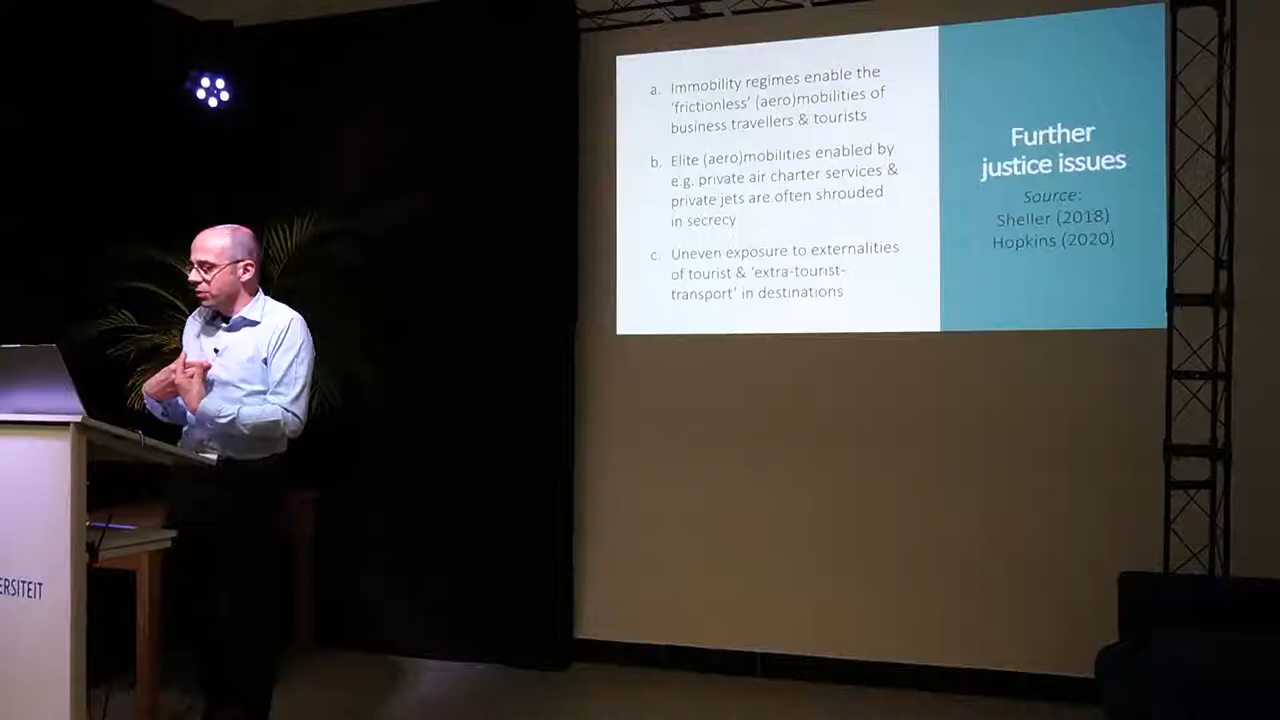 a. Immobility regimes enable the
'frictionless' (aero)mobilities of
business travellers & tourists
b. Elite (aero)mobilities enabled by
e.g. private air charter services &
private jets are often shrouded
in secrecy
c. Uneven exposure to externalities
of tourist & 'extra-tourist-
transport' in destinations
Further
justice issues
Source:
Sheller (2018)
Hopkins (2020)
ERSITEIT